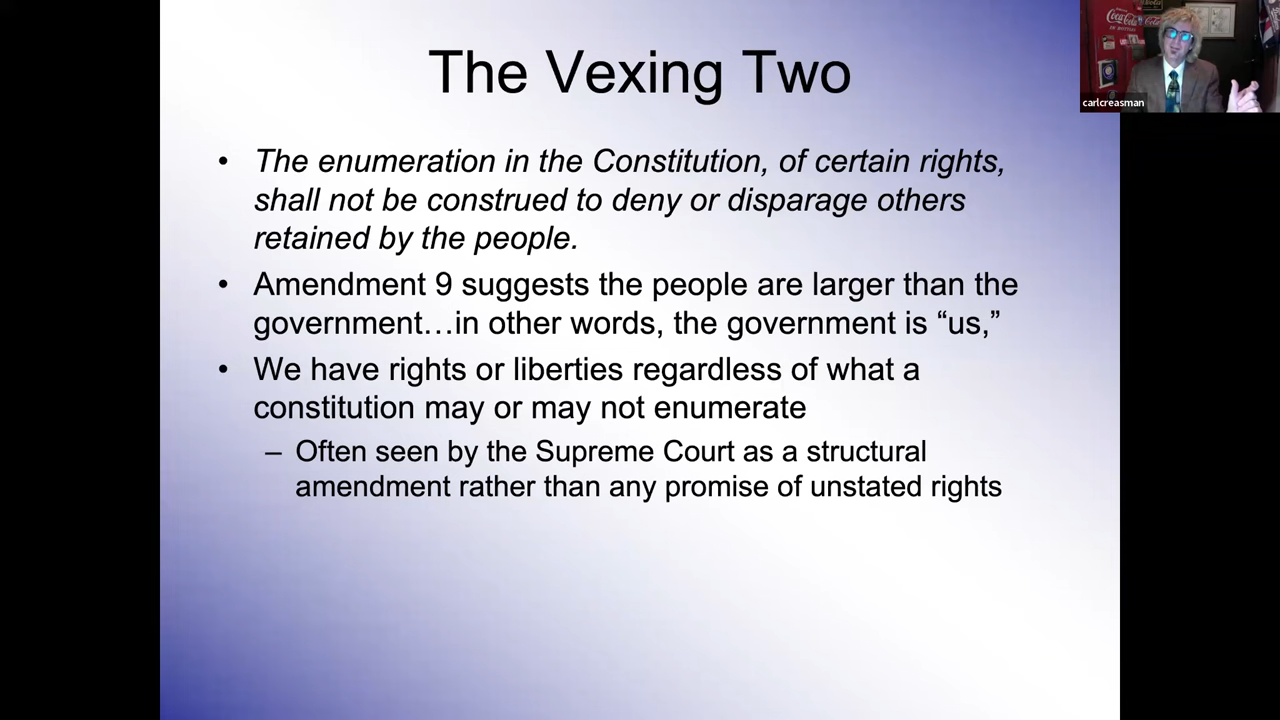 The Vexing Two
• The enumeration in the Constitution, of certain rights,
shall not be construed to deny or disparage others
retained by the people.
• Amendment 9 suggests the people are larger than the
government…in other words, the government is “us,”
• We have rights or liberties regardless of what a
constitution may or may not enumerate
– Often seen by the Supreme Court as a structural
amendment rather than any promise of unstated rights
Coca-Cola
carlcreasman